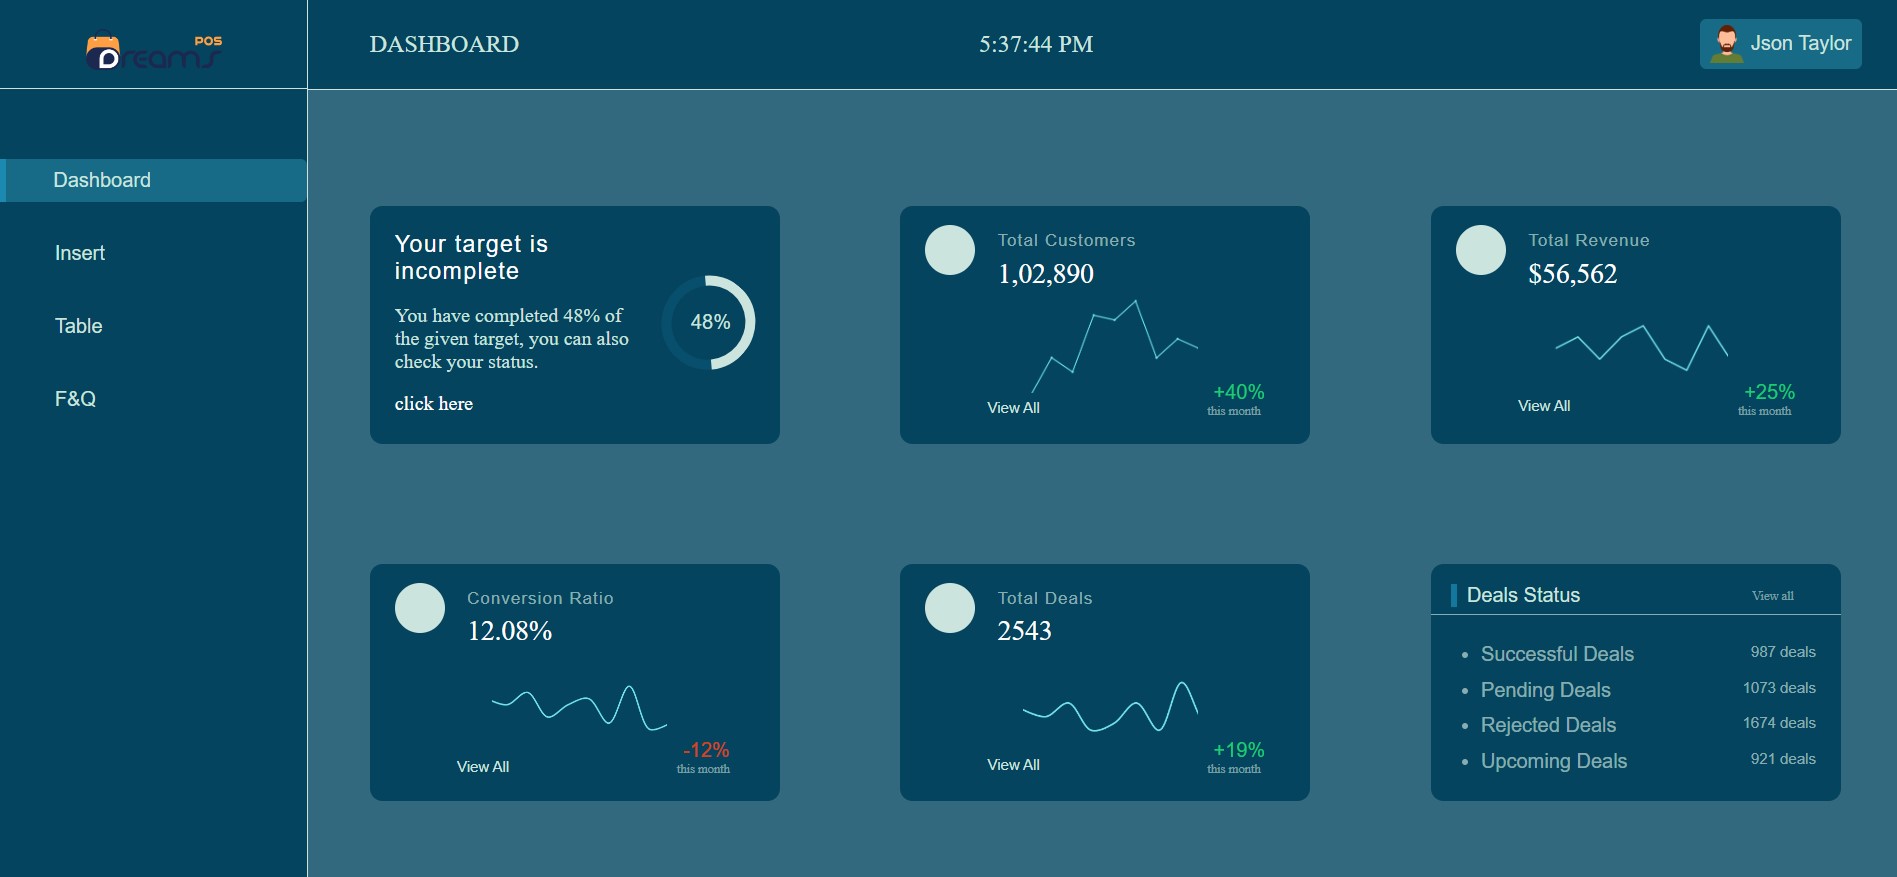 POS
Dreams
DASHBOARD
5:37:44 PM
Json Taylor
Dashboard
Insert
Table
F&Q
Your target is
incomplete
You have completed 48% of
the given target, you can also
check your status.
click here
48%
Total Customers
1,02,890
View All
+40%
this month
Total Revenue
$56,562
View All
+25%
this month
Conversion Ratio
12.08%
View All
-12%
this month
Total Deals
2543
View All
+19%
this month
Deals Status
View all
Successful Deals
987 deals
Pending Deals
1073 deals
Rejected Deals
1674 deals
Upcoming Deals
921 deals